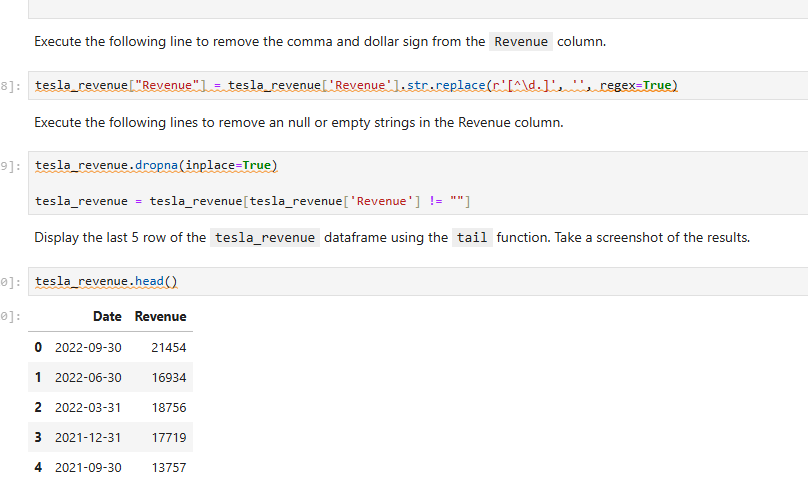 Execute the following line to remove the comma and dollar sign from the Revenue column.
8]: tesla_revenue["Revenue"] = tesla_revenue['Revenue'].str.replace(r'[^\d.]', '', regex=True)
Execute the following lines to remove an null or empty strings in the Revenue column.
9]: tesla_revenue.dropna(inplace=True)
tesla_revenue = tesla_revenue[tesla_revenue['Revenue'] != ""]
Display the last 5 row of the tesla_revenue dataframe using the tail function. Take a screenshot of the results.
0]: tesla_revenue.head()
0]: Date Revenue
0 2022-09-30 21454
1 2022-06-30 16934
2 2022-03-31 18756
3 2021-12-31 17719
4 2021-09-30 13757